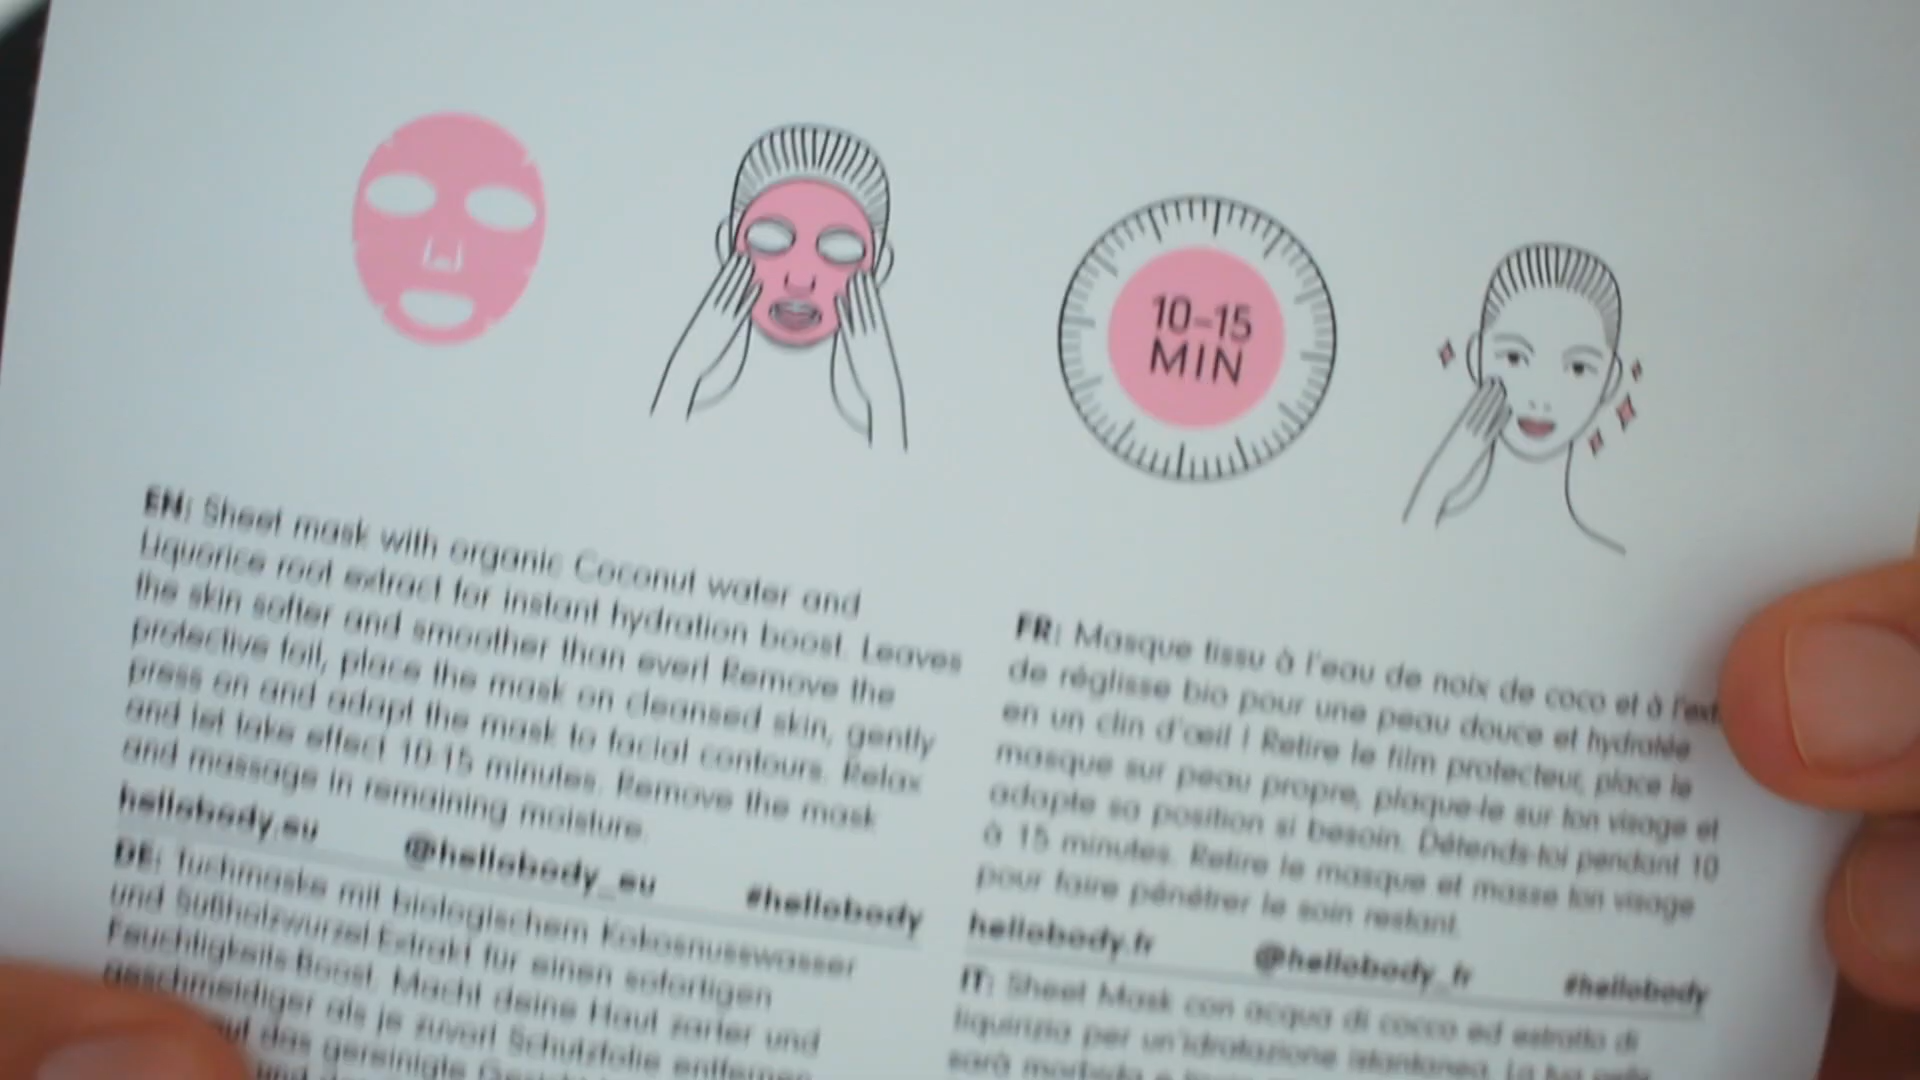 10-15
MIN
EN: Sheet mask with organic Coconut water and
Liquorice root extract for instant hydration boost. Leaves
the skin softer and smoother than ever! Remove the
protective foil, place the mask on cleansed skin, gently
press on and adapt the mask to facial contours. Relax
and let take effect 10-15 minutes. Remove the mask
and massage in remaining moisture.
hellobody.eu @hellobody_eu #hellobody
DE: Tuchmaske mit biologischem Kokosnusswasser
und Süßholzwurzel-Extrakt für einen sofortigen
Feuchtigkeits-Boost. Macht deine Haut zarter und
geschmeidiger als je zuvor! Schutzfolie entfernen
das gereinigte
FR: Masque tissu à l'eau de noix de coco et à l'ext
de réglisse bio pour une peau douce et hydratée
en un clin d'œil ! Retire le film protecteur, place le
masque sur peau propre, plaque-le sur ton visage et
adapte sa position si besoin. Détends-toi pendant 10
à 15 minutes. Retire le masque et masse ton visage
pour faire pénétrer le soin restant.
hellobody.fr @hellobody_fr #hellobody
IT: Sheet Mask con acqua di cocco ed estratto di
liquirizia per un'idratazione istantanea. La tua pelle
sarà morbida e